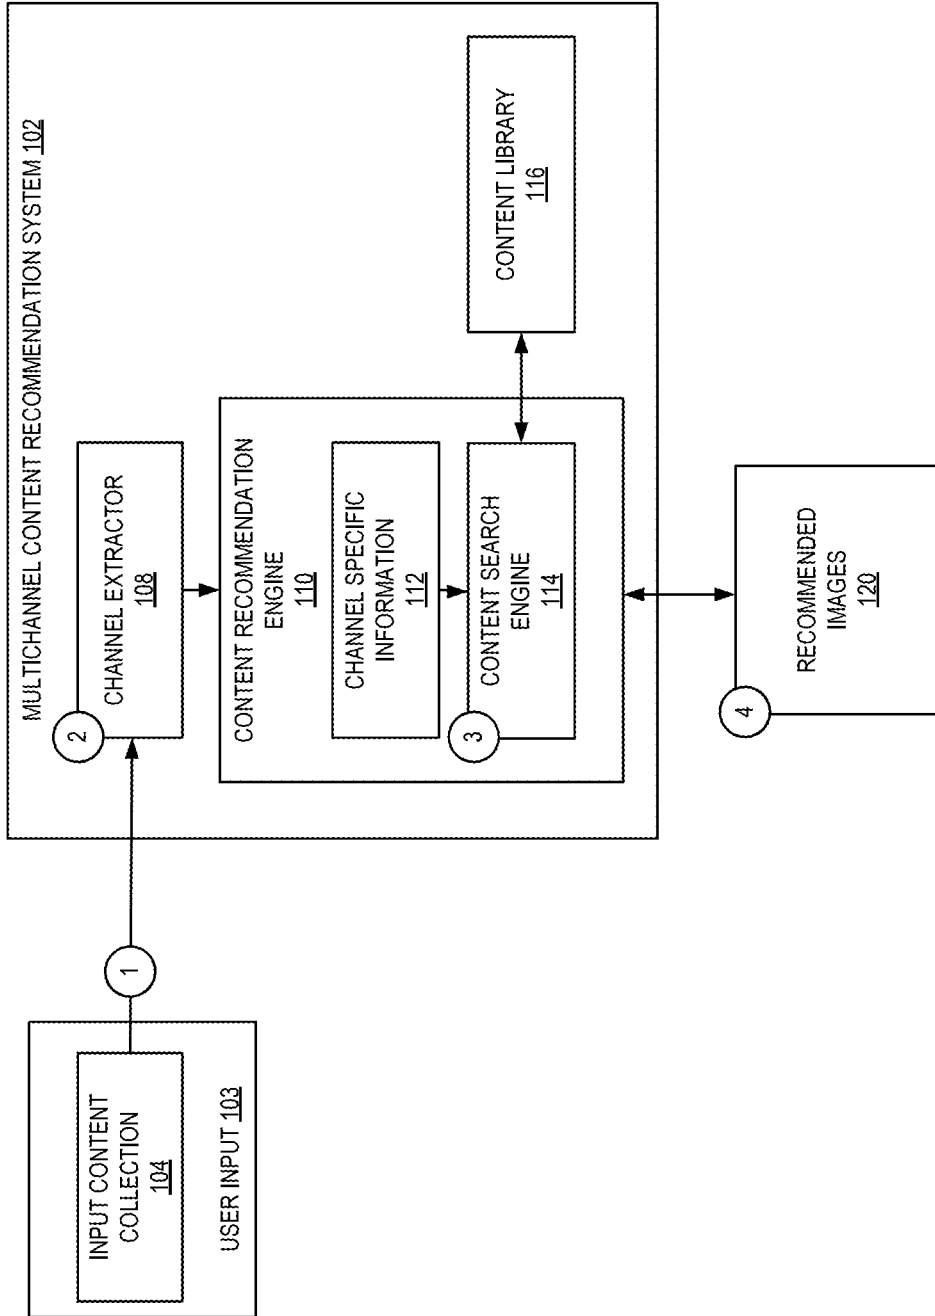 MULTICHANNEL CONTENT RECOMMENDATION SYSTEM 102
INPUT CONTENT
COLLECTION
104
USER INPUT 103
1
2
CHANNEL EXTRACTOR
108
CONTENT RECOMMENDATION
ENGINE
110
CHANNEL SPECIFIC
INFORMATION
112
3
CONTENT SEARCH
ENGINE
114
CONTENT LIBRARY
116
4
RECOMMENDED
IMAGES
120